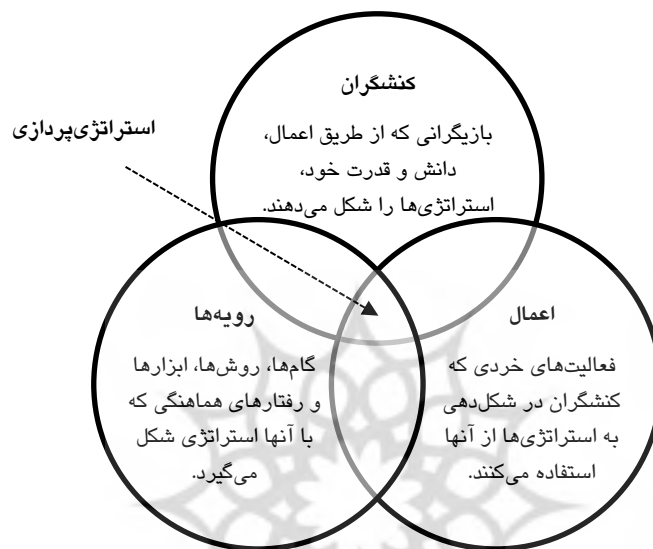 کنشگران
بازیگرانی که از طریق اعمال،
دانش و قدرت خود،
استراتژی‌ها را شکل می‌دهند.
استراتژی‌پردازی
اعمال
فعالیت‌های خردی که
کنشگران در شکل‌دهی
به استراتژی‌ها از آنها
استفاده می‌کنند.
رویه‌ها
گام‌ها، روش‌ها، ابزارها
و رفتارهای هماهنگی که
با آنها استراتژی شکل
می‌گیرد.